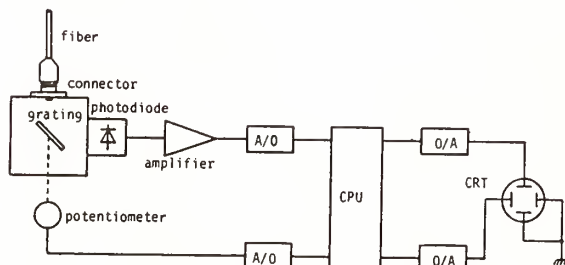 fiber
connector
photodiode
grating
amplifier
A/O
O/A
CRT
CPU
potentiometer
A/O
O/A